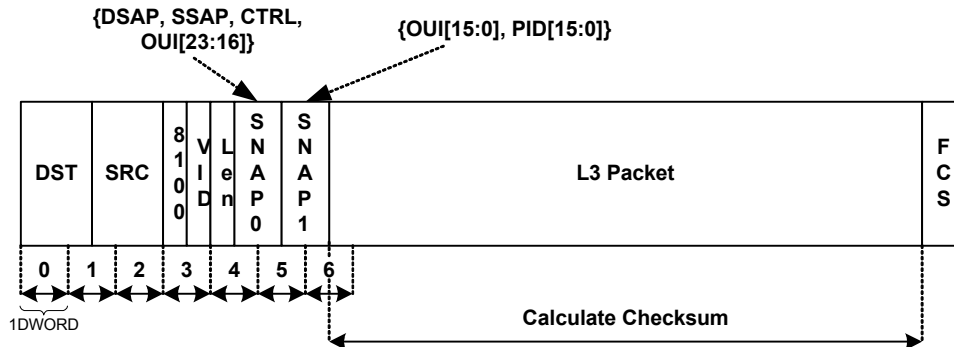 {DSAP, SSAP, CTRL,
OUI[23:16]}
{OUI[15:0], PID[15:0]}
DST
SRC
8100
VID
Len
SNAP0
SNAP1
L3 Packet
FCS
0 1 2 3 4 5 6
1DWORD
Calculate Checksum